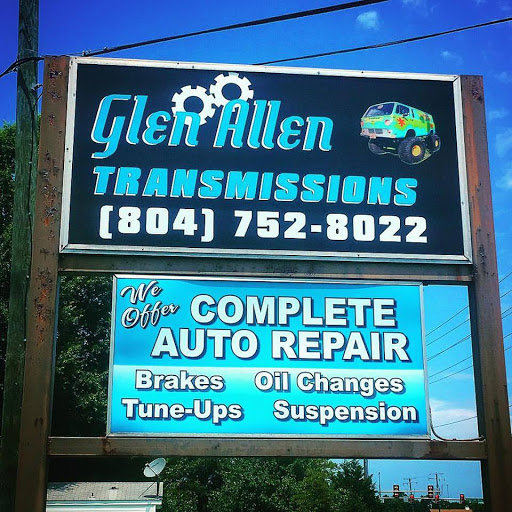 Glen Allen
TRANSMISSIONS
(804) 752-8022
We Offer
COMPLETE
AUTO REPAIR
Brakes Oil Changes
Tune-Ups Suspension